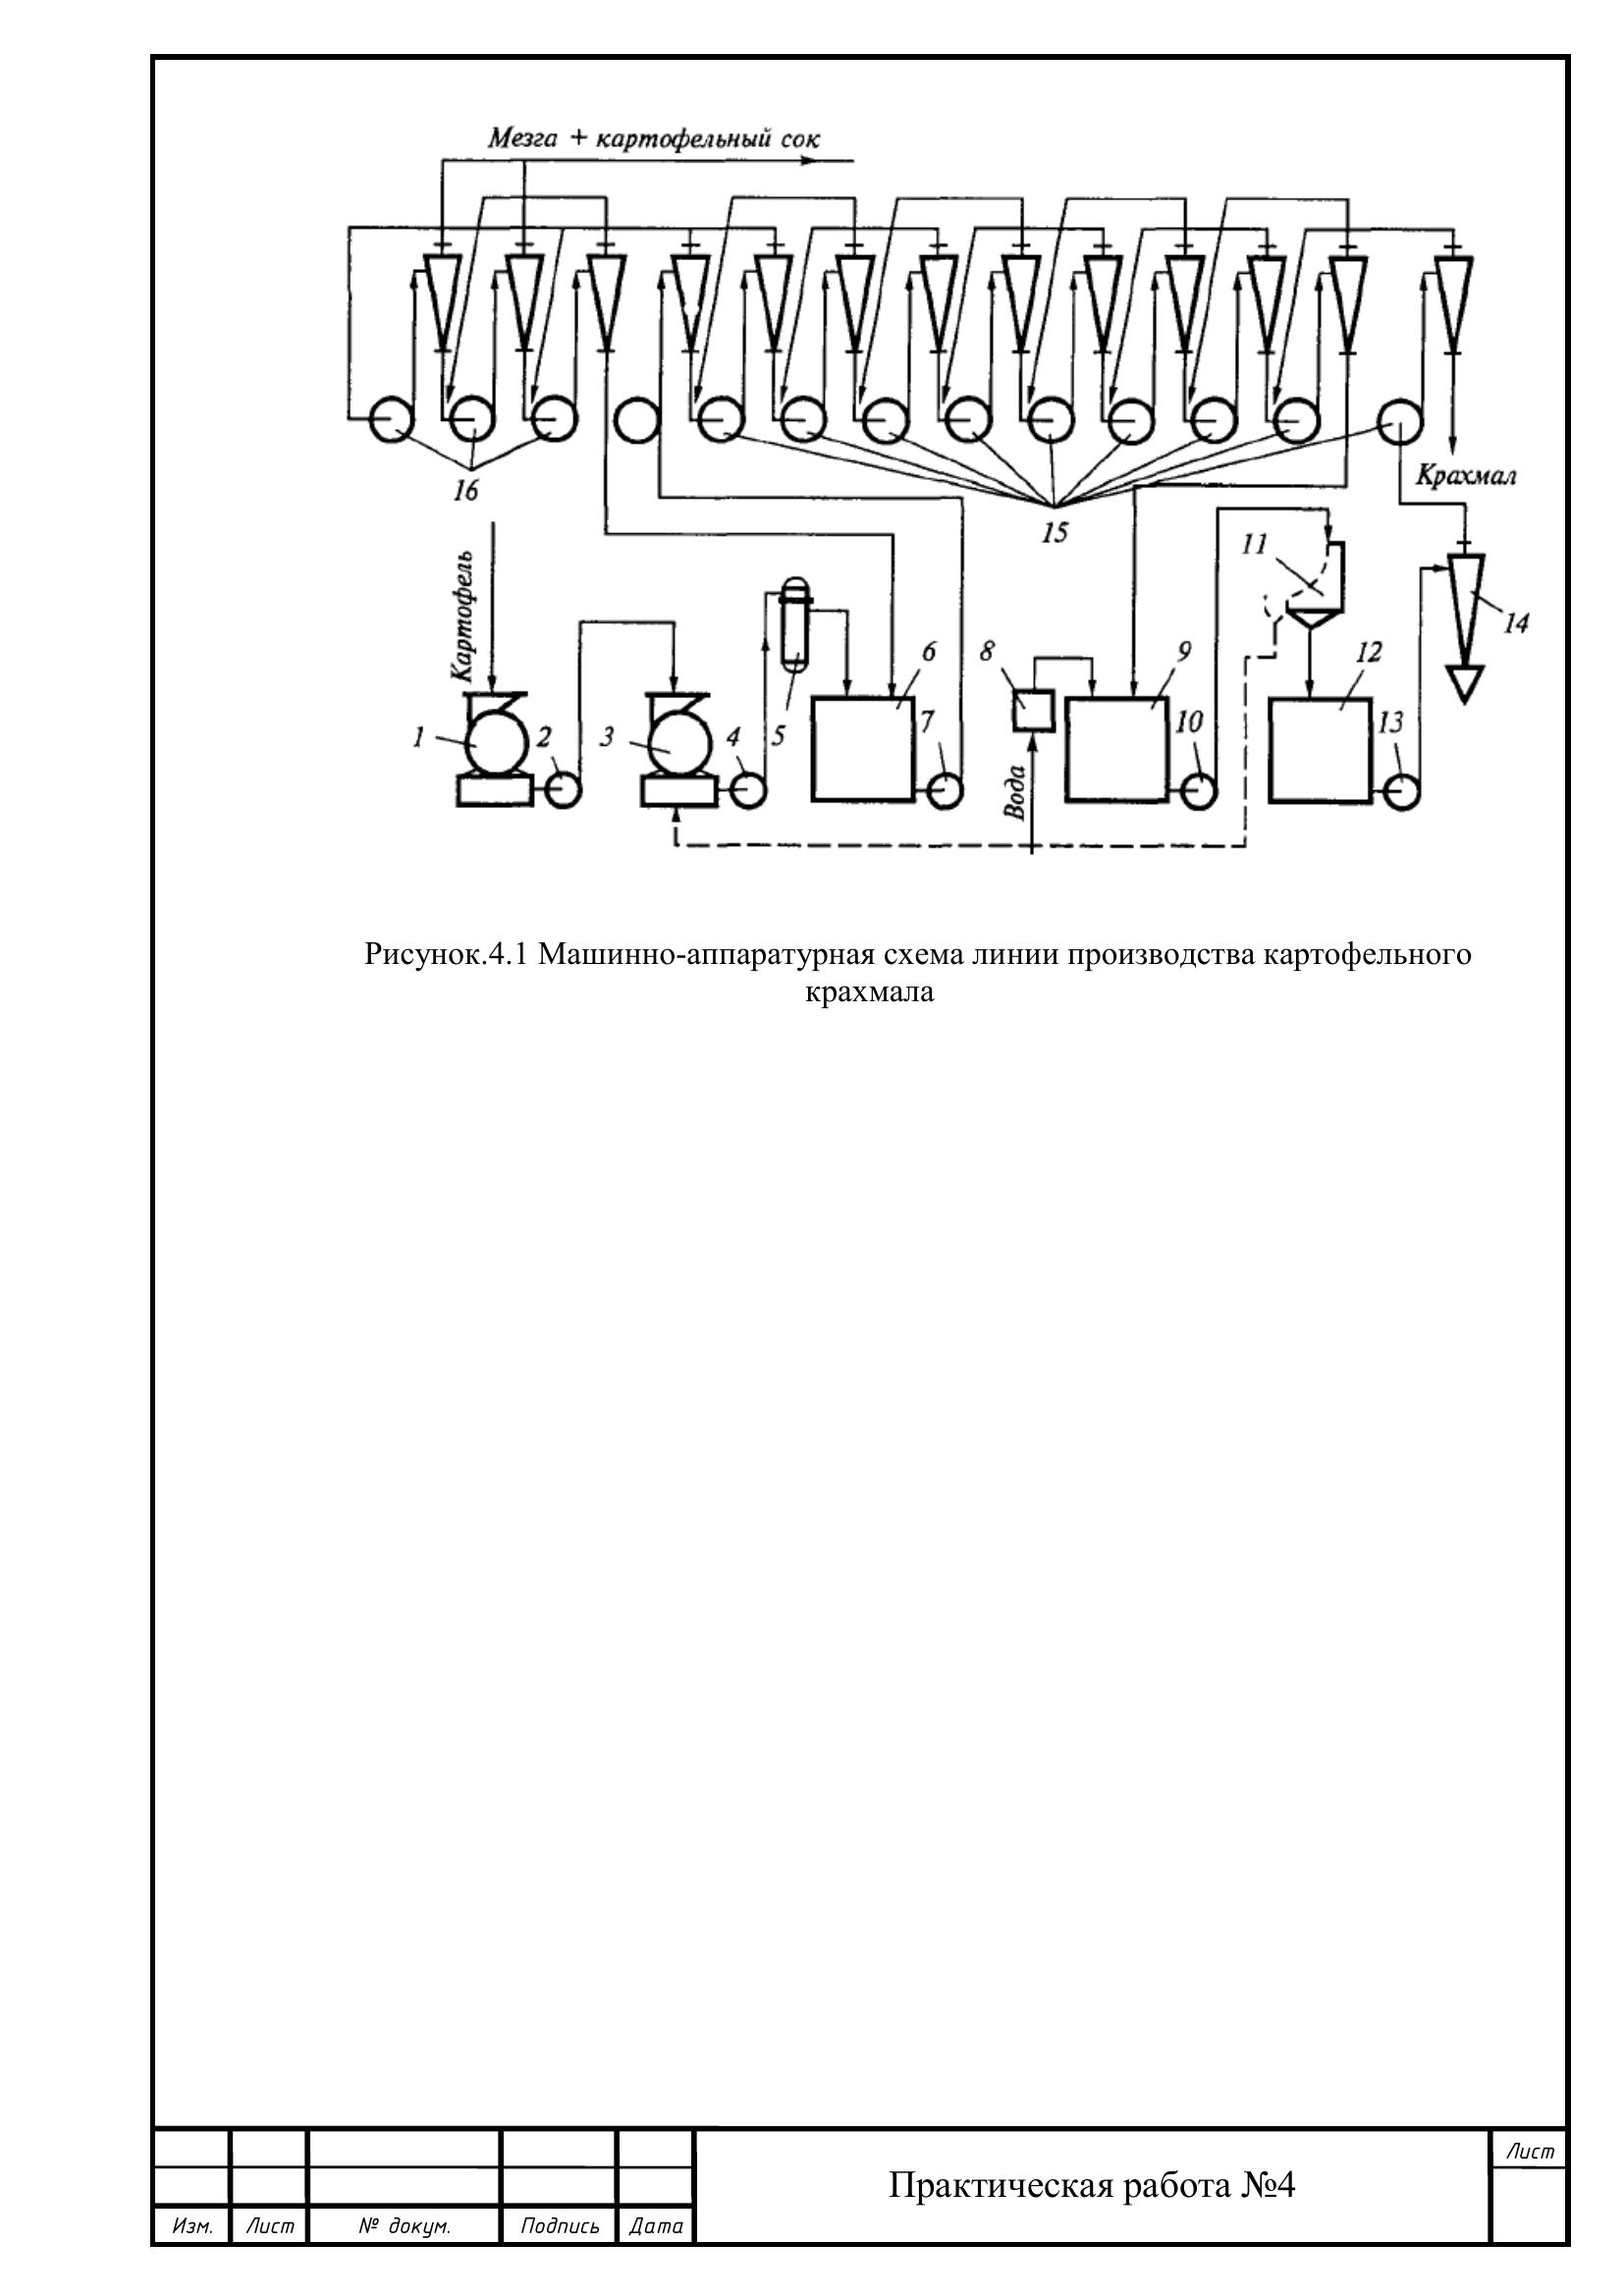 Мезга + картофельный сок
16
15
Крахмал
Картофель
11
14
6
8
9
12
1
2
3
4
5
7
10
13
Вода
Рисунок.4.1 Машинно-аппаратурная схема линии производства картофельного
крахмала
Лист
Практическая работа №4
Изм. Лист № докум. Подпись Дата